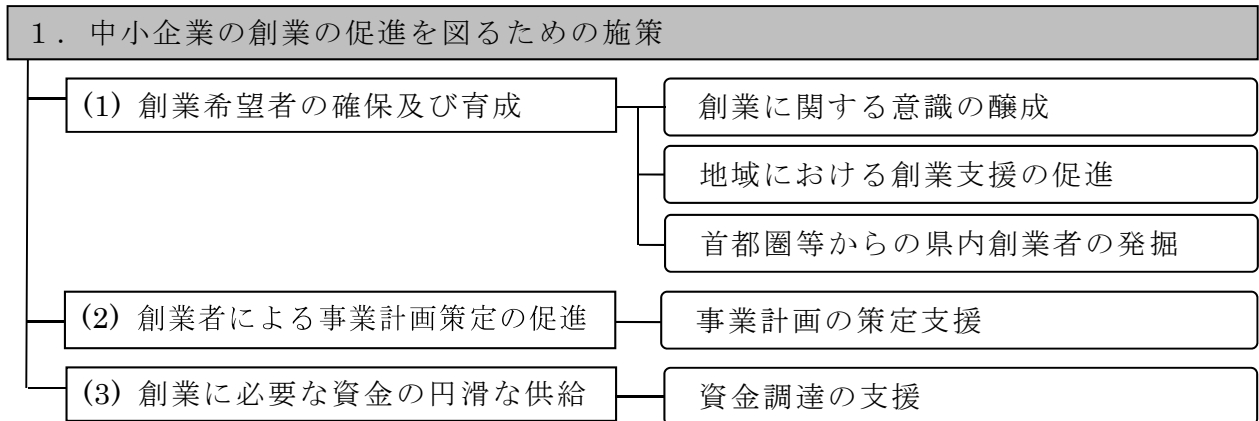 1．中小企業の創業の促進を図るための施策
(1) 創業希望者の確保及び育成
創業に関する意識の醸成
地域における創業支援の促進
首都圏等からの県内創業者の発掘
(2) 創業者による事業計画策定の促進
事業計画の策定支援
(3) 創業に必要な資金の円滑な供給
資金調達の支援